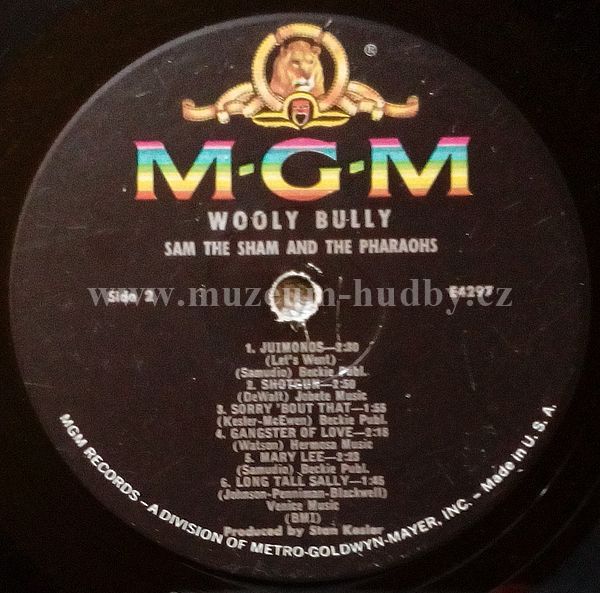 ®
M-G-M
WOOLY BULLY
SAM THE SHAM AND THE PHARAOHS
Side 2
E4297
www.muzeum-hudby.cz
1. JUIMONOS—2:30
(Let's Went)
(Samudio) Beckie Publ.
2. SHOTGUN—2:50
(DeWalt) Jobete Music
3. SORRY 'BOUT THAT—1:55
(Kesler-McEwen) Beckie Publ.
4. GANGSTER OF LOVE—2:15
(Watson) Hermosa Music
5. MARY LEE—2:23
(Samudio) Beckie Publ.
6. LONG TALL SALLY—1:45
(Johnson-Penniman-Blackwell)
Venice Music
(BMI)
Produced by Stan Kesler
MGM RECORDS – A DIVISION OF METRO-GOLDWYN-MAYER, INC. – Made in U. S. A.